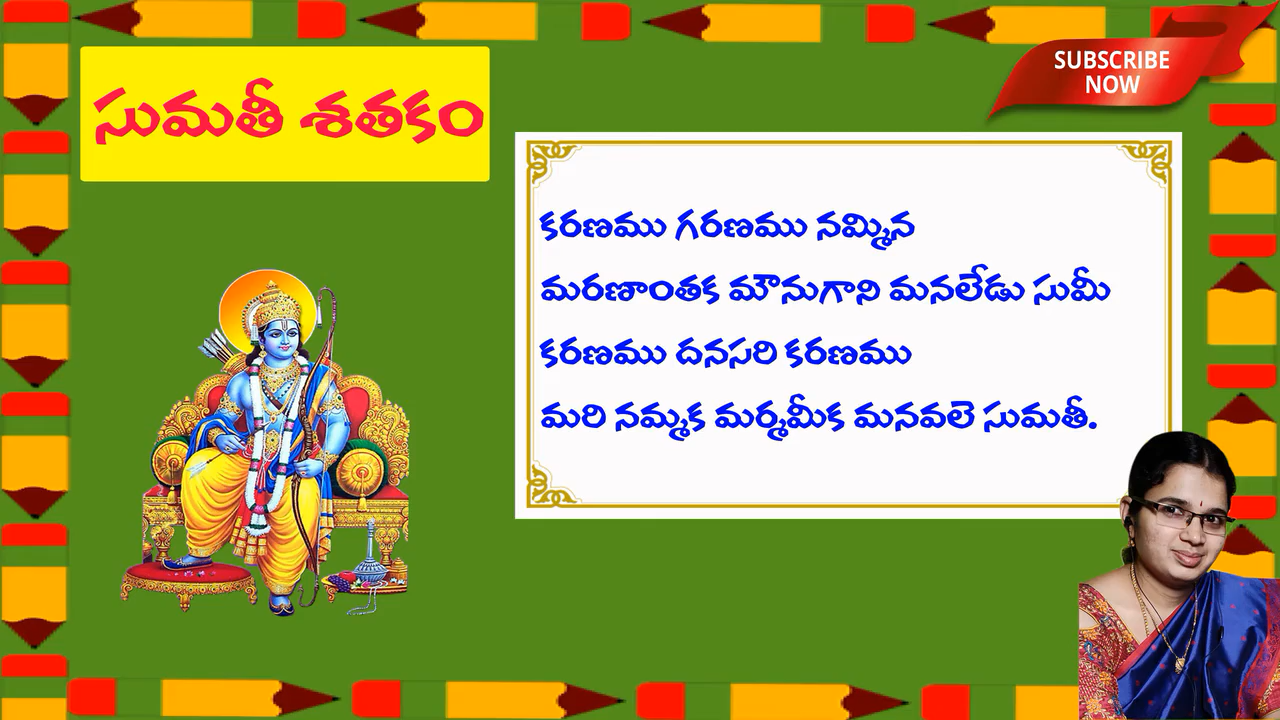 సుమతీ శతకం
SUBSCRIBE
NOW
కరణము గరణము నమ్మిన
మరణాంతక మౌనుగాని మనలేడు సుమీ
కరణము దనసరి కరణము
మరి నమ్మక మర్మమీక మనవలె సుమతీ.